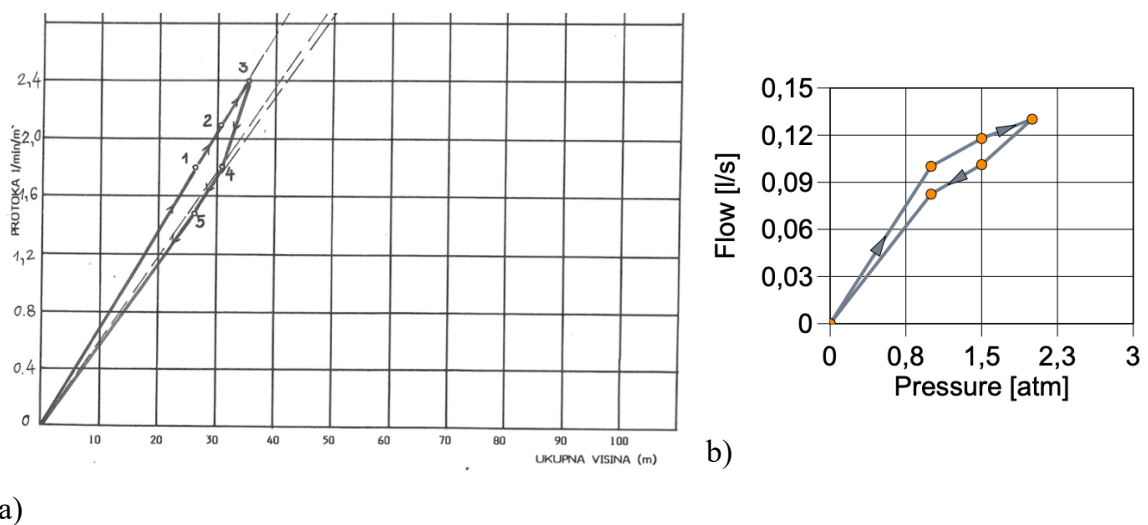 2,4
2,0
1,6
1,2
0.8
0.4
0
PROTOKA l/min/m'
1
2
3
4
5
10 20 30 40 50 60 70 80 90 100
UKUPNA VISINA (m)
a)
0,15
0,12
0,09
0,06
0,03
0
Flow [l/s]
0 0,8 1,5 2,3 3
Pressure [atm]
b)